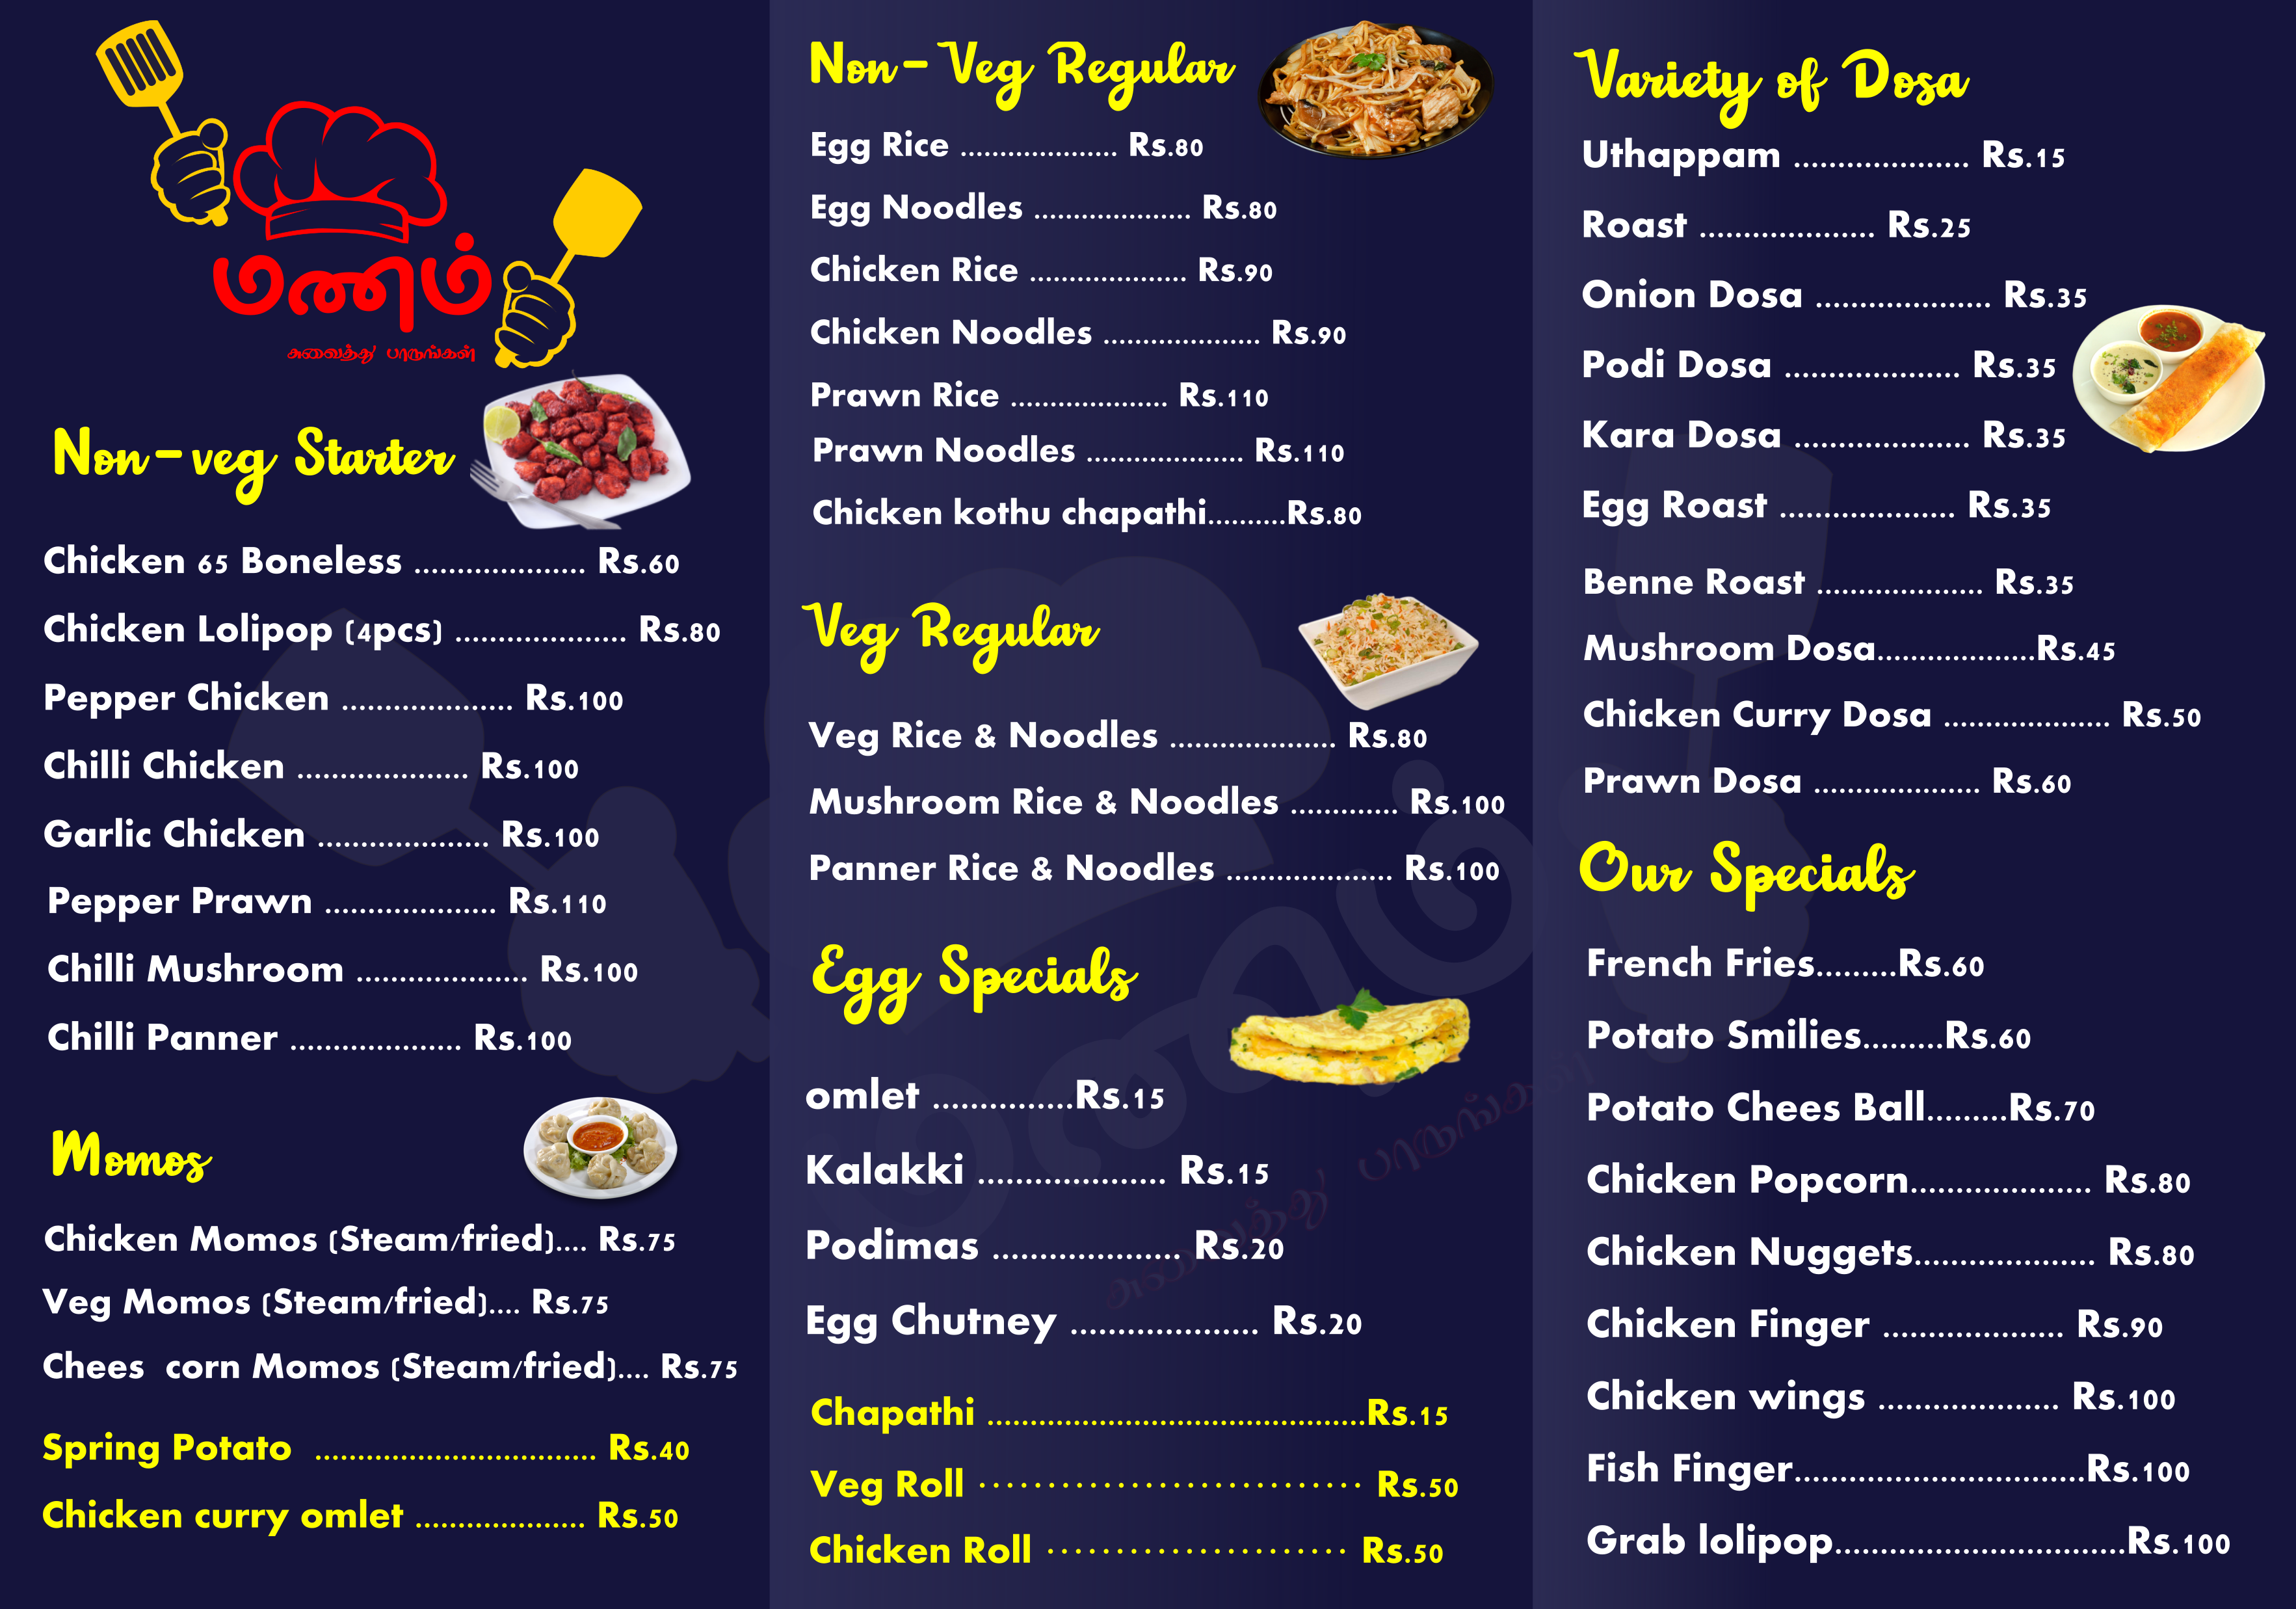 மணம்
சுவைத்து பாருங்கள்
Non-veg Starter
Chicken 65 Boneless .................... Rs.60
Chicken Lolipop (4pcs) .................... Rs.80
Pepper Chicken .................... Rs.100
Chilli Chicken .................... Rs.100
Garlic Chicken .................... Rs.100
Pepper Prawn .................... Rs.110
Chilli Mushroom .................... Rs.100
Chilli Panner .................... Rs.100
Momos
Chicken Momos (Steam/fried).... Rs.75
Veg Momos (Steam/fried).... Rs.75
Chees corn Momos (Steam/fried).... Rs.75
Spring Potato ................................. Rs.40
Chicken curry omlet .................... Rs.50
Non-Veg Regular
Egg Rice .................... Rs.80
Egg Noodles .................... Rs.80
Chicken Rice .................... Rs.90
Chicken Noodles .................... Rs.90
Prawn Rice .................... Rs.110
Prawn Noodles .................... Rs.110
Chicken kothu chapathi..........Rs.80
Veg Regular
Veg Rice & Noodles .................... Rs.80
Mushroom Rice & Noodles ............. Rs.100
Panner Rice & Noodles .................... Rs.100
Egg Specials
omlet ...............Rs.15
Kalakki .................... Rs.15
Podimas .................... Rs.20
Egg Chutney .................... Rs.20
Chapathi ............................................Rs.15
Veg Roll ............................ Rs.50
Chicken Roll ...................... Rs.50
Variety of Dosa
Uthappam .................... Rs.15
Roast .................... Rs.25
Onion Dosa .................... Rs.35
Podi Dosa .................... Rs.35
Kara Dosa .................... Rs.35
Egg Roast .................... Rs.35
Benne Roast .................... Rs.35
Mushroom Dosa...................Rs.45
Chicken Curry Dosa .................... Rs.50
Prawn Dosa .................... Rs.60
Our Specials
French Fries.........Rs.60
Potato Smilies.........Rs.60
Potato Chees Ball.........Rs.70
Chicken Popcorn.................... Rs.80
Chicken Nuggets.................... Rs.80
Chicken Finger .................... Rs.90
Chicken wings .................... Rs.100
Fish Finger................................Rs.100
Grab lolipop................................Rs.100
மணம்
சுவைத்து பாருங்கள்